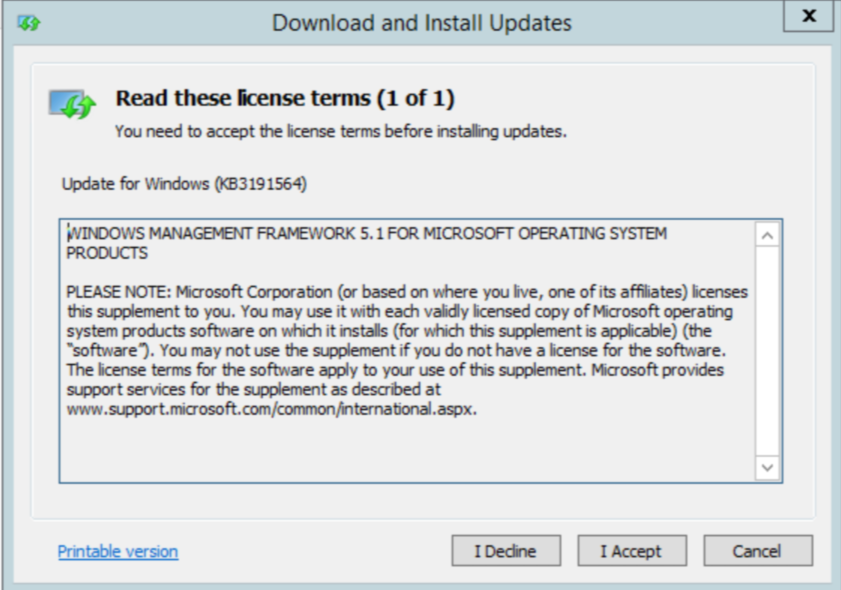 Download and Install Updates
x
Read these license terms (1 of 1)
You need to accept the license terms before installing updates.
Update for Windows (KB3191564)
WINDOWS MANAGEMENT FRAMEWORK 5.1 FOR MICROSOFT OPERATING SYSTEM
PRODUCTS
PLEASE NOTE: Microsoft Corporation (or based on where you live, one of its affiliates) licenses
this supplement to you. You may use it with each validly licensed copy of Microsoft operating
system products software on which it installs (for which this supplement is applicable) (the
"software"). You may not use the supplement if you do not have a license for the software.
The license terms for the software apply to your use of this supplement. Microsoft provides
support services for the supplement as described at
www.support.microsoft.com/common/international.aspx.
Printable version
I Decline
I Accept
Cancel